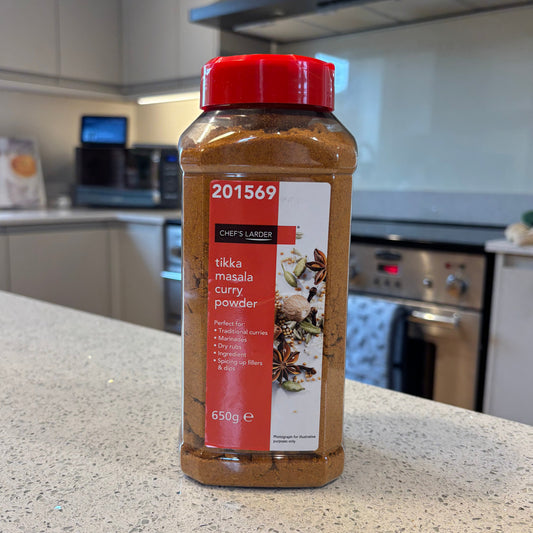 201569
CHEF'S LARDER
tikka
masala
curry
powder
Perfect for:
• Traditional curries
• Marinades
• Dry rubs
• Ingredient
• Spicing up fillers
& dips
650g ℮
Photograph for illustrative
purposes only